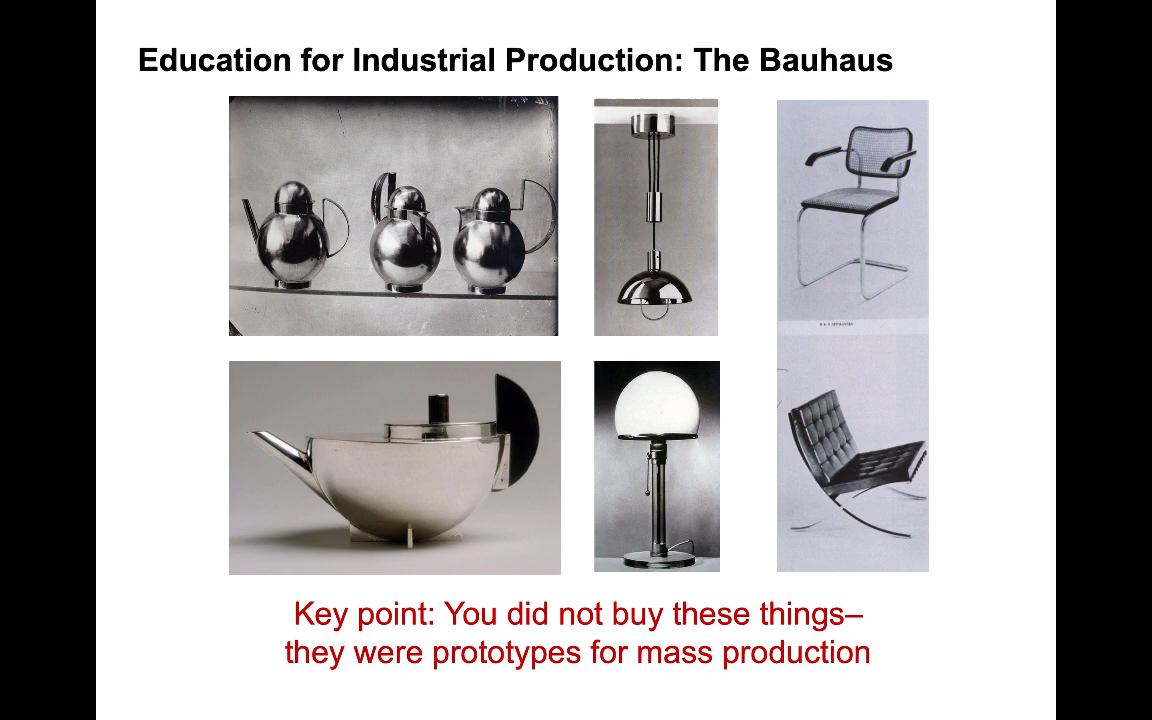 Education for Industrial Production: The Bauhaus
Key point: You did not buy these things–
they were prototypes for mass production